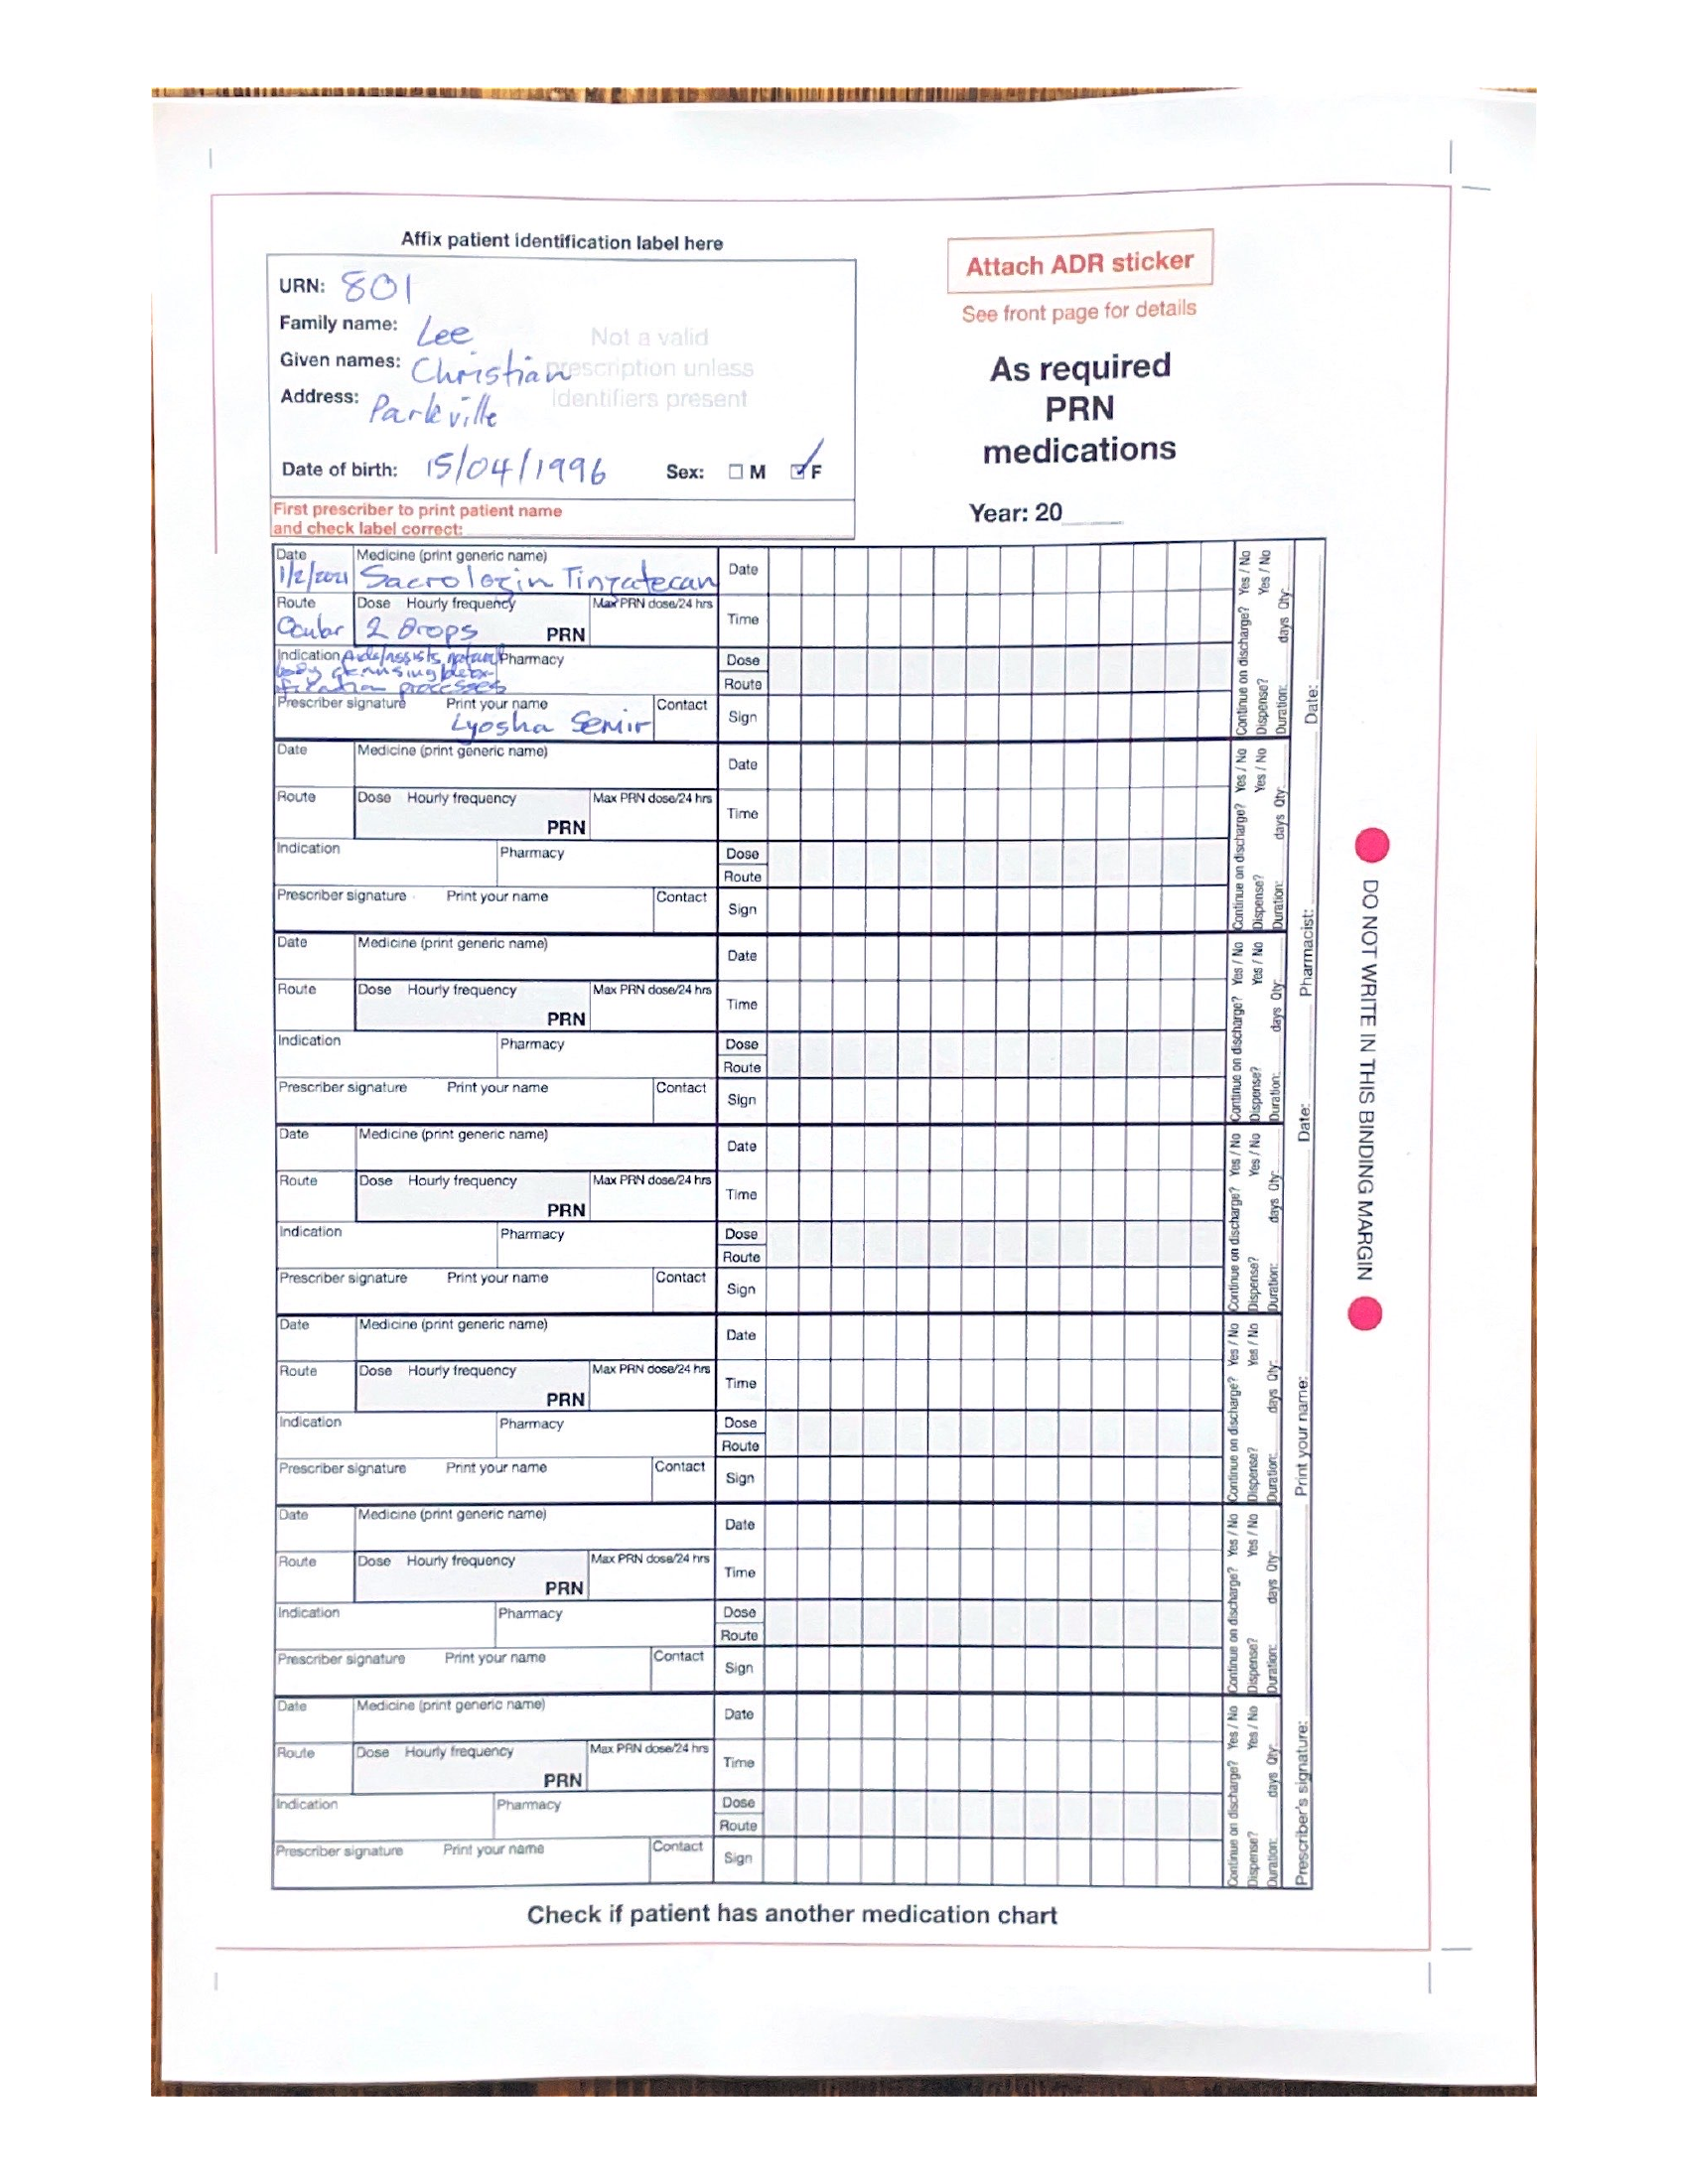 Affix patient identification label here
URN: 801
Family name: Lee
Given names: Christian
Address: Parkville
Not a valid
prescription unless
identifiers present
Date of birth: 15/04/1996 Sex: M F
First prescriber to print patient name
and check label correct:
Attach ADR sticker
See front page for details
As required
PRN
medications
Year: 20
Date Medicine (print generic name)
1/2/2021 Sacrologin Tinzatecan
Route Dose Hourly frequency Max PRN dose/24 hrs
Ocular 2 Drops PRN
Indication Aids/assists natural Pharmacy
body cleansing/detox-
ification processes
Prescriber signature Print your name Contact
Lyosha Semir
Date
Time
Dose
Route
Sign
Continue on discharge? Yes / No
Dispense? Yes / No
Duration: days Qty:
Date Medicine (print generic name)
Route Dose Hourly frequency Max PRN dose/24 hrs
PRN
Indication Pharmacy
Prescriber signature Print your name Contact
Date
Time
Dose
Route
Sign
Continue on discharge? Yes / No
Dispense? Yes / No
Duration: days Qty:
Date Medicine (print generic name)
Route Dose Hourly frequency Max PRN dose/24 hrs
PRN
Indication Pharmacy
Prescriber signature Print your name Contact
Date
Time
Dose
Route
Sign
Continue on discharge? Yes / No
Dispense? Yes / No
Duration: days Qty:
Date Medicine (print generic name)
Route Dose Hourly frequency Max PRN dose/24 hrs
PRN
Indication Pharmacy
Prescriber signature Print your name Contact
Date
Time
Dose
Route
Sign
Continue on discharge? Yes / No
Dispense? Yes / No
Duration: days Qty:
Date Medicine (print generic name)
Route Dose Hourly frequency Max PRN dose/24 hrs
PRN
Indication Pharmacy
Prescriber signature Print your name Contact
Date
Time
Dose
Route
Sign
Continue on discharge? Yes / No
Dispense? Yes / No
Duration: days Qty:
Date Medicine (print generic name)
Route Dose Hourly frequency Max PRN dose/24 hrs
PRN
Indication Pharmacy
Prescriber signature Print your name Contact
Date
Time
Dose
Route
Sign
Continue on discharge? Yes / No
Dispense? Yes / No
Duration: days Qty:
Date Medicine (print generic name)
Route Dose Hourly frequency Max PRN dose/24 hrs
PRN
Indication Pharmacy
Prescriber signature Print your name Contact
Date
Time
Dose
Route
Sign
Continue on discharge? Yes / No
Dispense? Yes / No
Duration: days Qty:
Prescriber's signature: Print your name: Date: Pharmacist: Date:
DO NOT WRITE IN THIS BINDING MARGIN
Check if patient has another medication chart